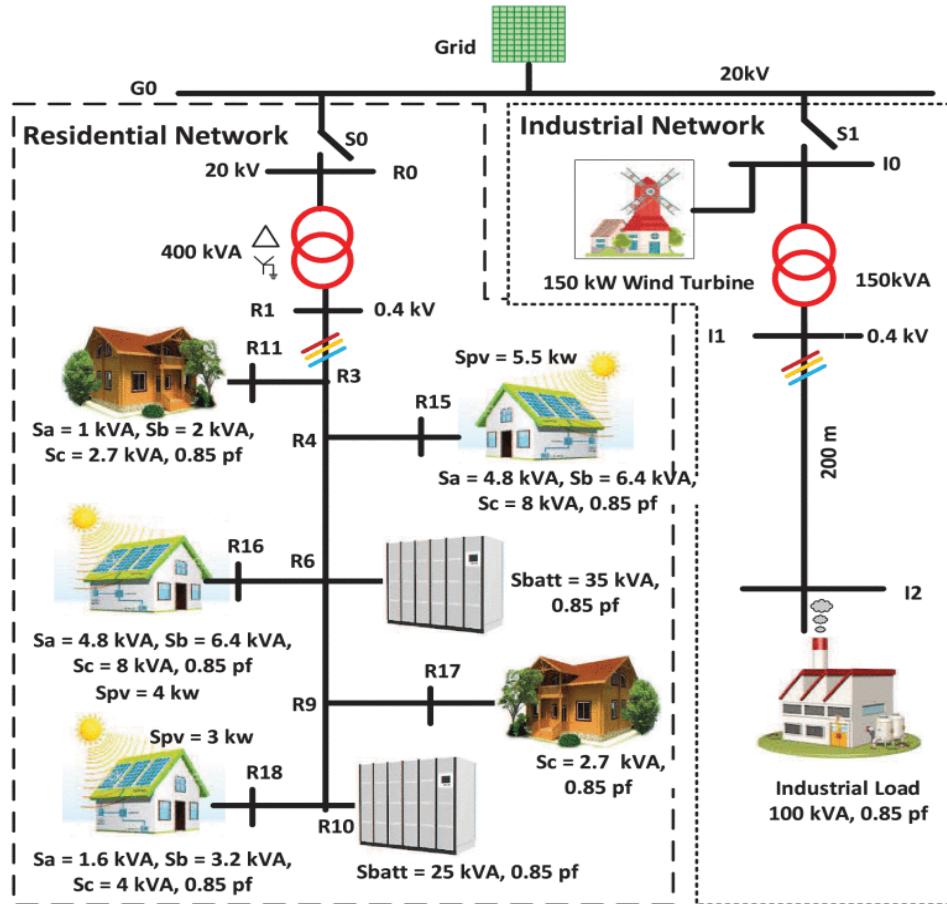 Grid
G0
20kV
Residential Network
S0
Industrial Network
S1
20 kV
R0
I0
400 kVA
150 kW Wind Turbine
150kVA
R1
0.4 kV
I1
0.4 kV
R11
R3
Spv = 5.5 kw
R15
Sa = 1 kVA, Sb = 2 kVA,
Sc = 2.7 kVA, 0.85 pf
R4
Sa = 4.8 kVA, Sb = 6.4 kVA,
Sc = 8 kVA, 0.85 pf
200 m
R16
R6
Sbatt = 35 kVA,
0.85 pf
I2
Sa = 4.8 kVA, Sb = 6.4 kVA,
Sc = 8 kVA, 0.85 pf
Spv = 4 kw
R17
R9
Spv = 3 kw
Sc = 2.7 kVA,
0.85 pf
R18
R10
Industrial Load
100 kVA, 0.85 pf
Sa = 1.6 kVA, Sb = 3.2 kVA,
Sc = 4 kVA, 0.85 pf
Sbatt = 25 kVA, 0.85 pf